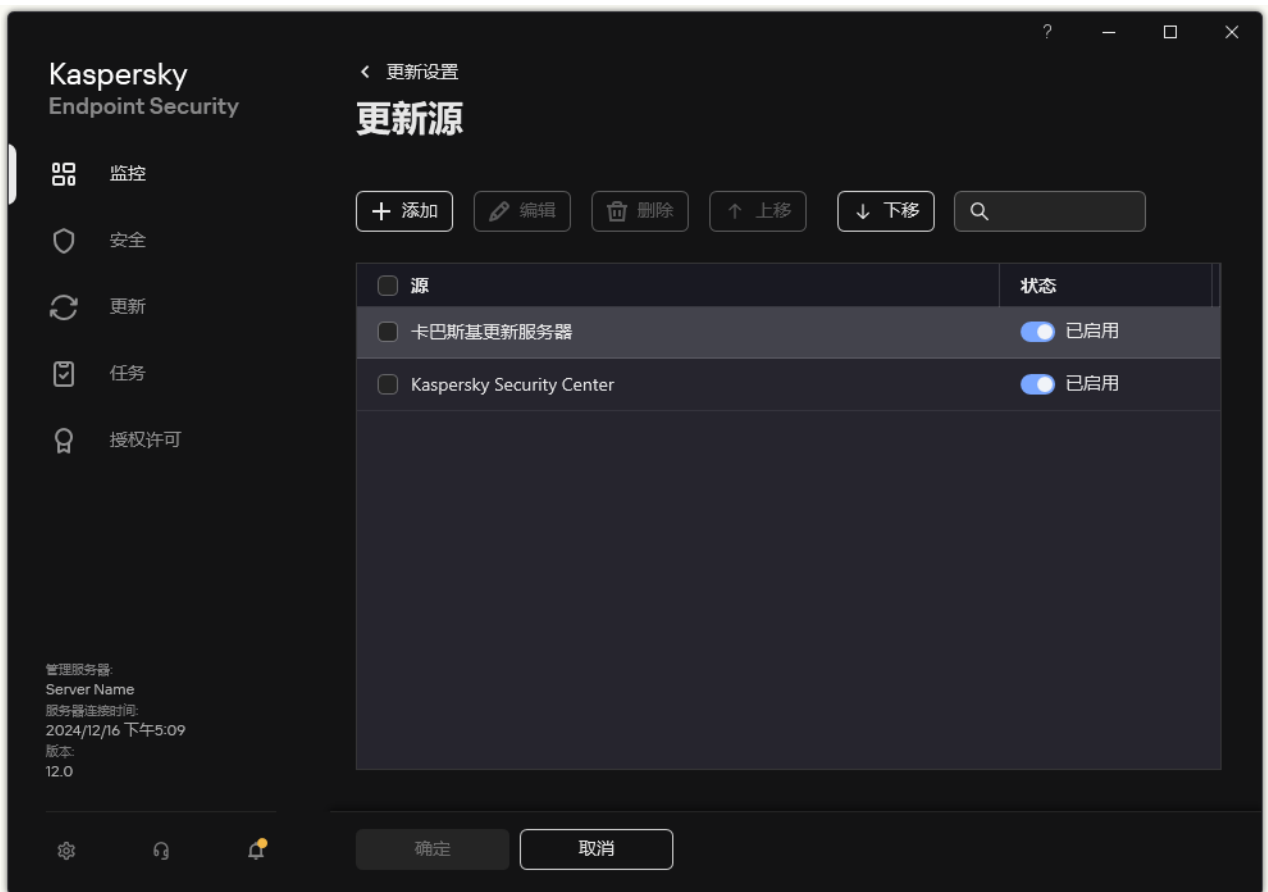 ?
Kaspersky
Endpoint Security
监控
安全
更新
任务
授权许可
管理服务器:
Server Name
服务器连接时间:
2024/12/16 下午5:09
版本:
12.0
更新设置
更新源
添加 编辑 删除 上移 下移
源 状态
卡巴斯基更新服务器 已启用
Kaspersky Security Center 已启用
确定 取消